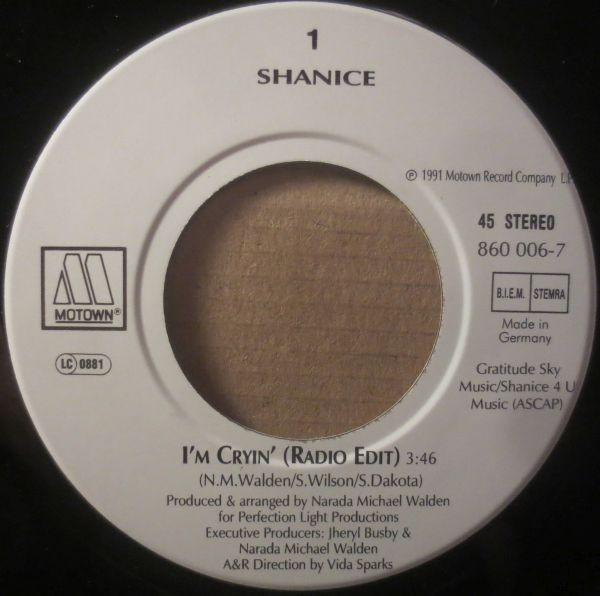 1
SHANICE
℗ 1991 Motown Record Company L.P.
45 STEREO
860 006-7
B.I.E.M. STEMRA
Made in
Germany
MOTOWN®
LC 0881
Gratitude Sky
Music/Shanice 4 U
Music (ASCAP)
I'M CRYIN' (RADIO EDIT) 3:46
(N.M.Walden/S.Wilson/S.Dakota)
Produced & arranged by Narada Michael Walden
for Perfection Light Productions
Executive Producers: Jheryl Busby &
Narada Michael Walden
A&R Direction by Vida Sparks